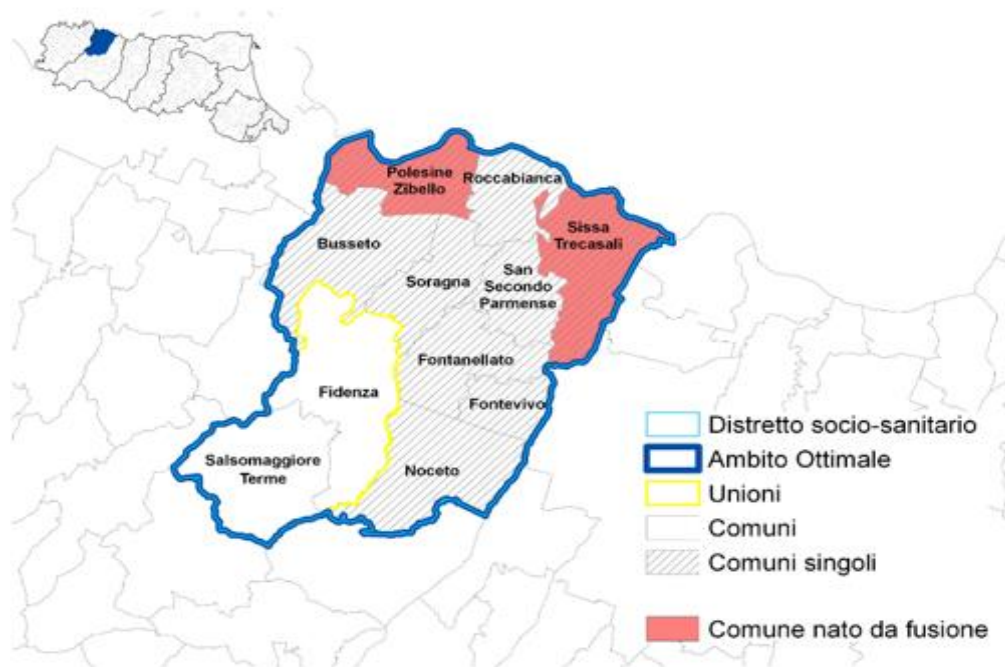 Polesine
Zibello
Roccabianca
Sissa
Trecasali
Busseto
Soragna
San
Secondo
Parmense
Fontanellato
Fidenza
Fontevivo
Salsomaggiore
Terme
Noceto
Distretto socio-sanitario
Ambito Ottimale
Unioni
Comuni
Comuni singoli
Comune nato da fusione